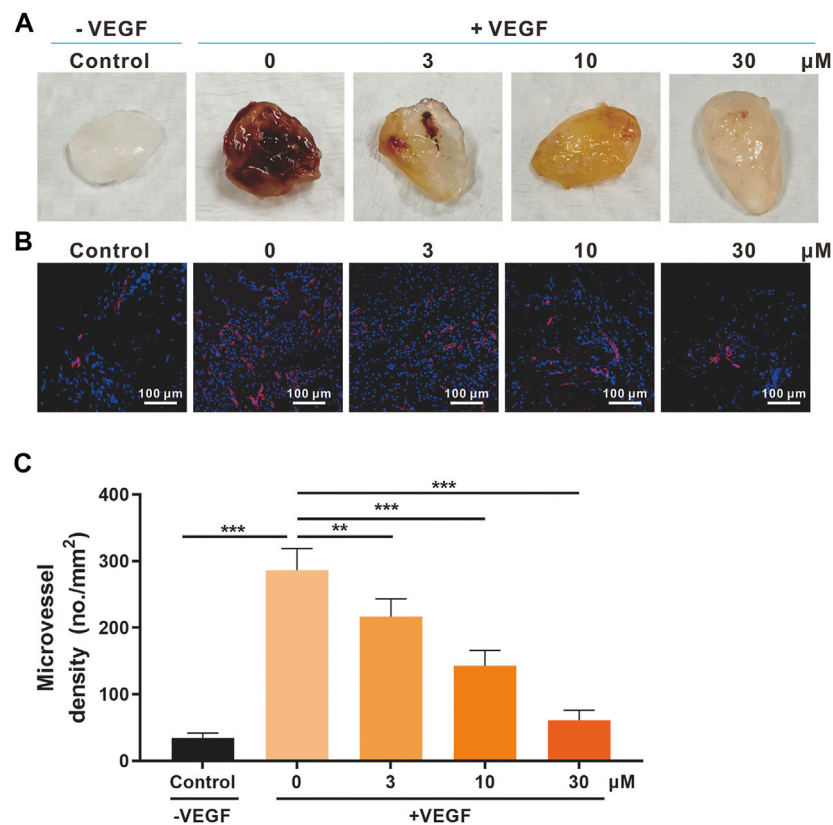 A
- VEGF
+ VEGF
Control 0 3 10 30 µM
B
Control 0 3 10 30 µM
100 µm 100 µm 100 µm 100 µm 100 µm
C
Microvessel
density (no./mm²)
400
300
200
100
0
***
***
***
**
Control 0 3 10 30 µM
-VEGF +VEGF